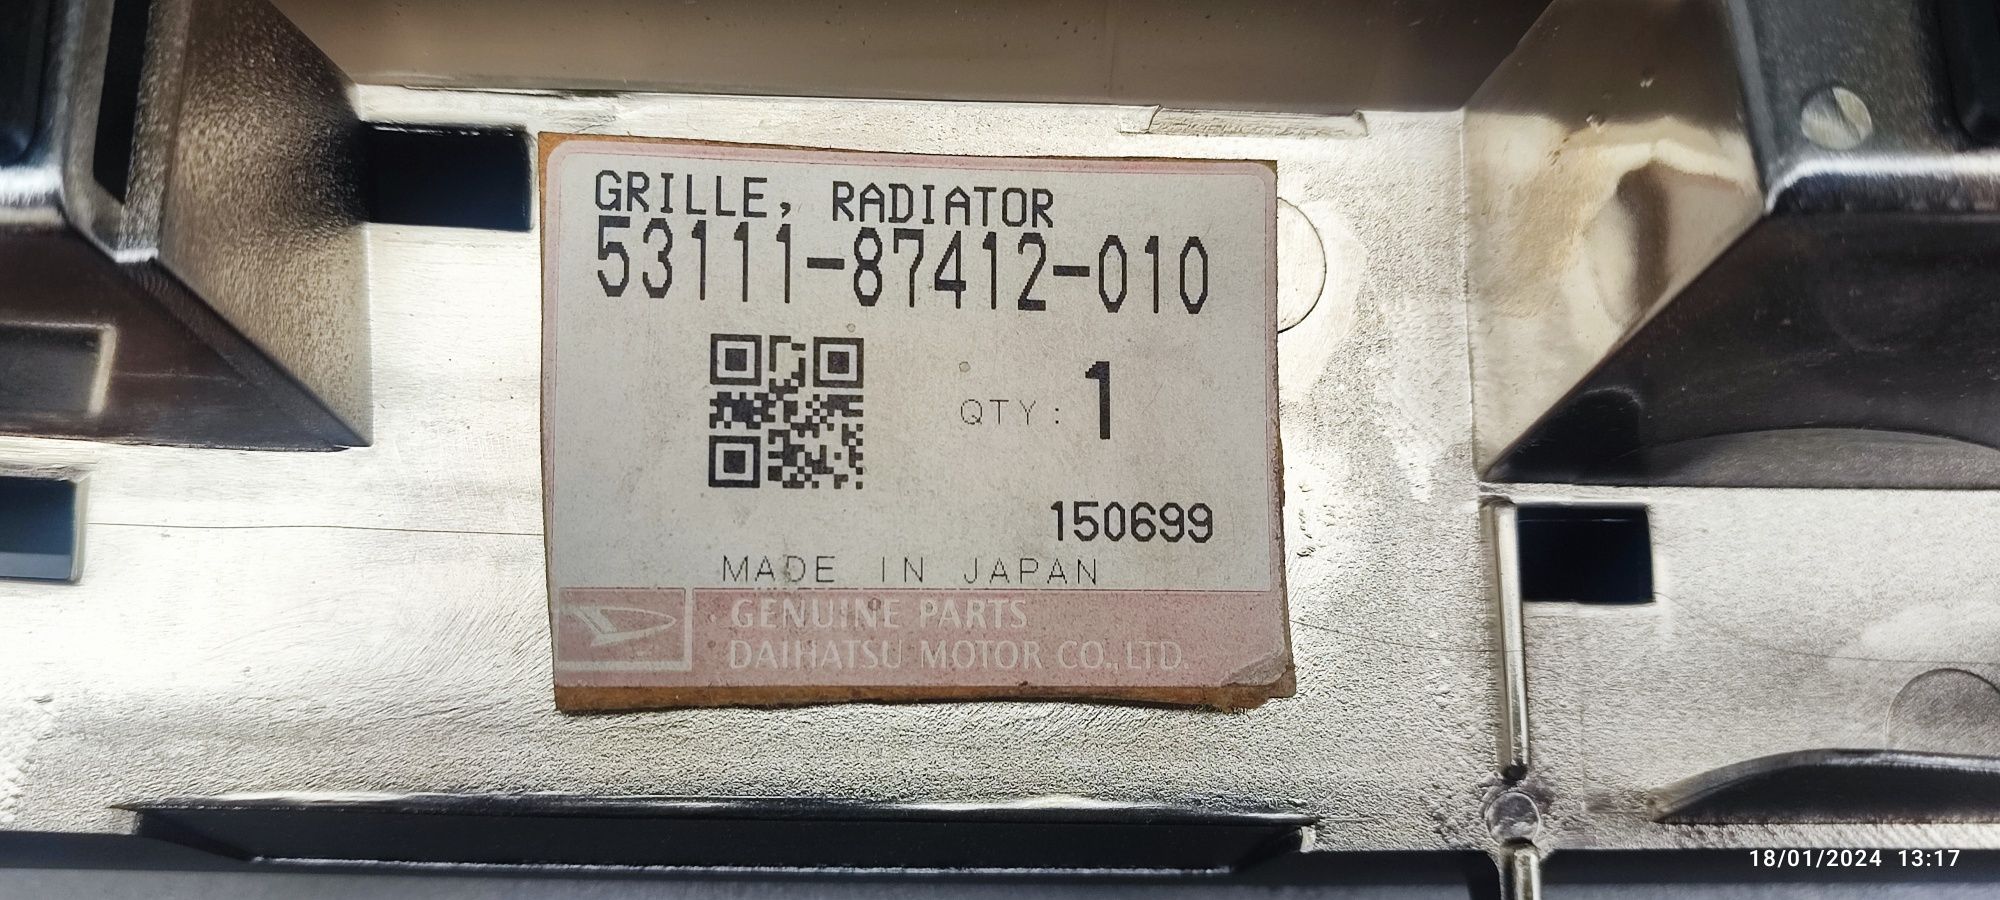 GRILLE, RADIATOR
53111-87412-010
QTY: 1
150699
MADE IN JAPAN
GENUINE PARTS
DAIHATSU MOTOR CO., LTD.
18/01/2024 13:17